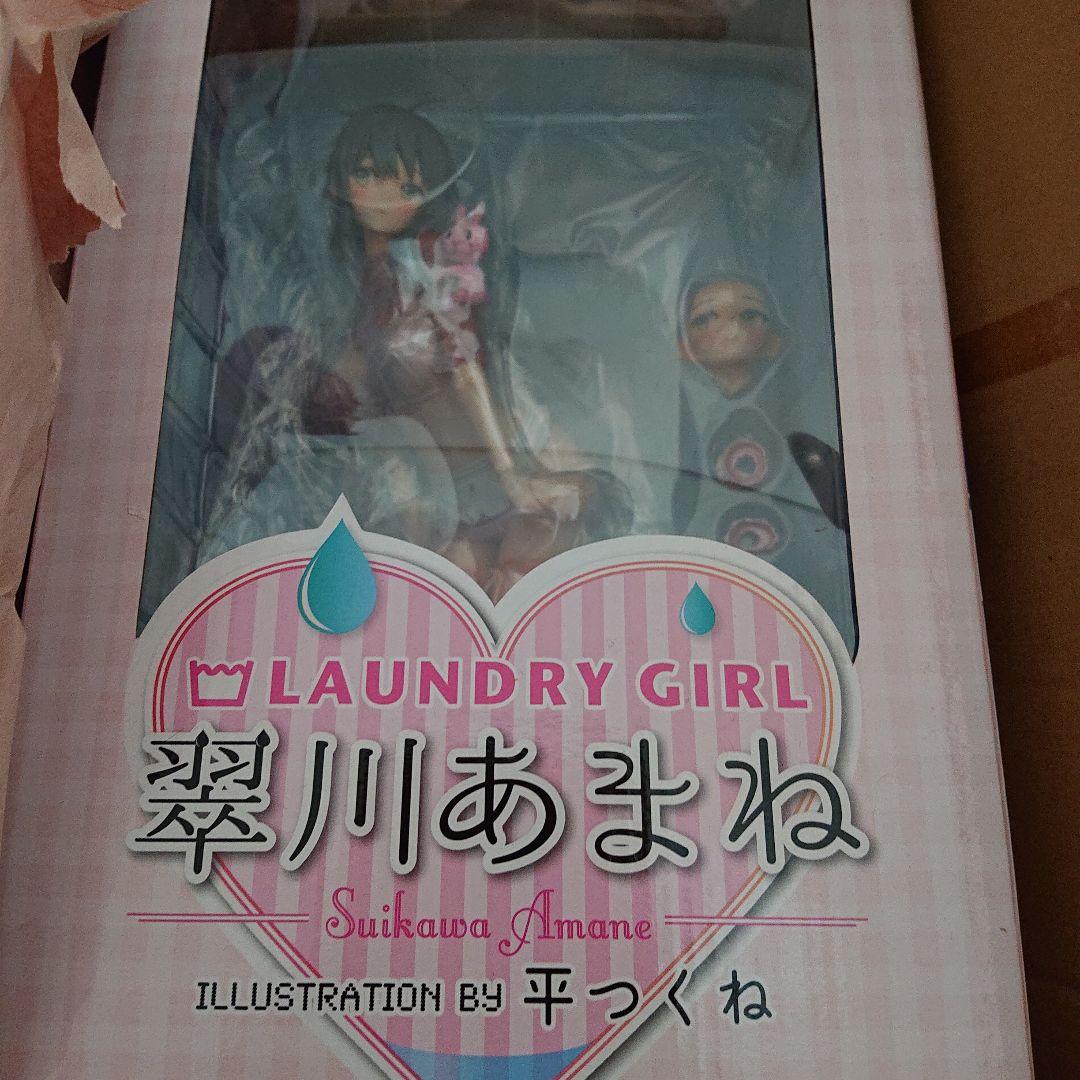 LAUNDRY GIRL
翠川あまね
Suikawa Amane
ILLUSTRATION BY 平つくね